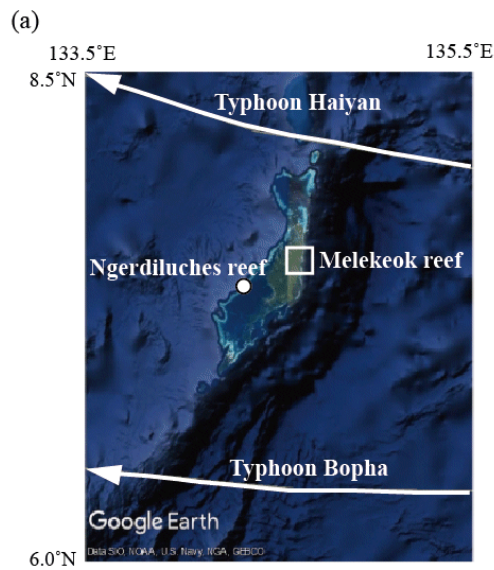 (a)
133.5˚E 135.5˚E
8.5˚N
Typhoon Haiyan
Ngerdiluches reef
Melekeok reef
Typhoon Bopha
Google Earth
Data SIO, NOAA, U.S. Navy, NGA, GEBCO
6.0˚N